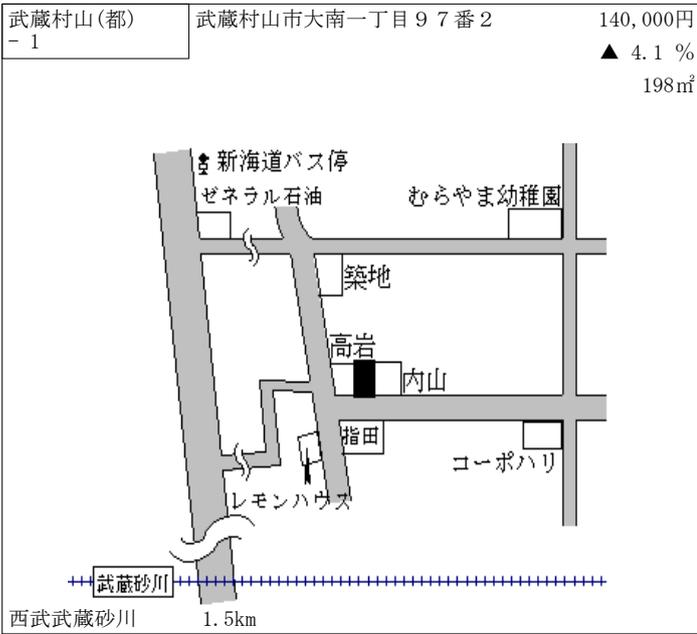 武蔵村山(都)
- 1
武蔵村山市大南一丁目９７番２
140,000円
▲ 4.1 %
198㎡
新海道バス停
ゼネラル石油
むらやま幼稚園
築地
高岩
内山
指田
コーポハリ
レモンハウス
武蔵砂川
西武武蔵砂川
1.5km